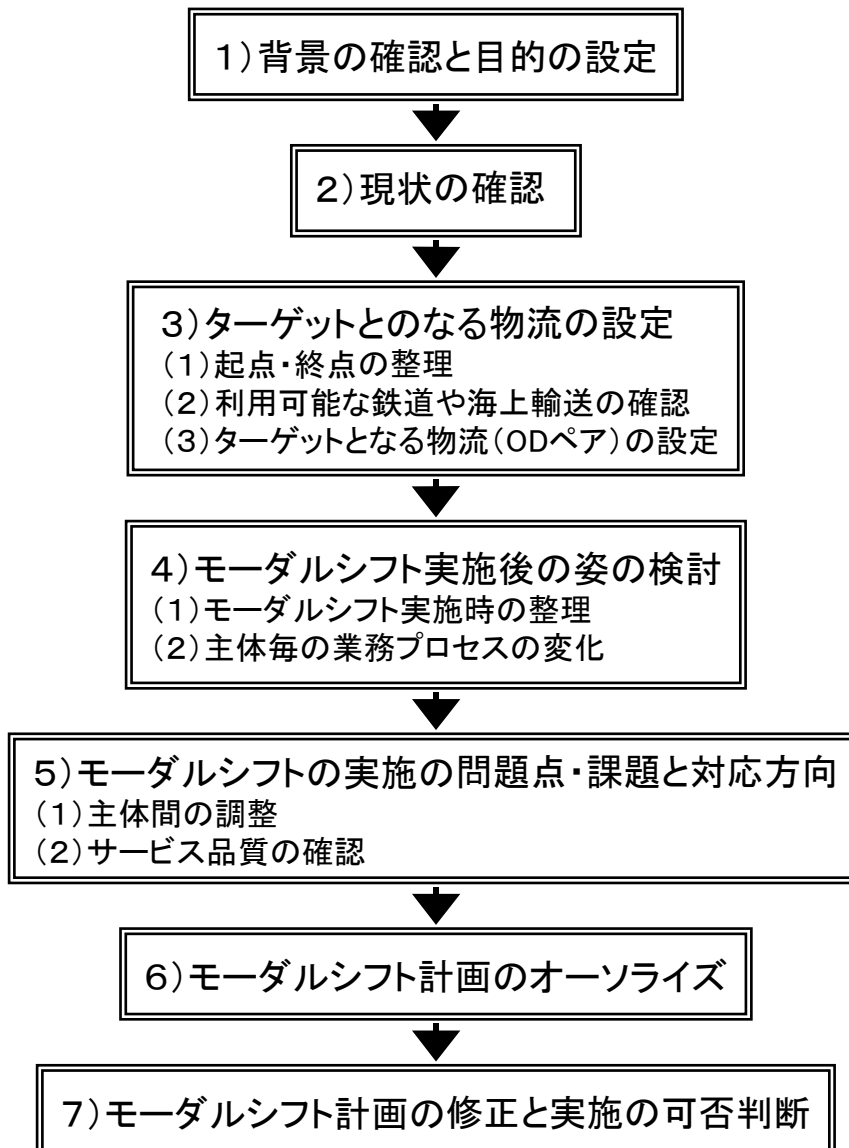 1)背景の確認と目的の設定
2)現状の確認
3)ターゲットとのなる物流の設定
(1)起点・終点の整理
(2)利用可能な鉄道や海上輸送の確認
(3)ターゲットとなる物流(ODペア)の設定
4)モーダルシフト実施後の姿の検討
(1)モーダルシフト実施時の整理
(2)主体毎の業務プロセスの変化
5)モーダルシフトの実施の問題点・課題と対応方向
(1)主体間の調整
(2)サービス品質の確認
6)モーダルシフト計画のオーソライズ
7)モーダルシフト計画の修正と実施の可否判断